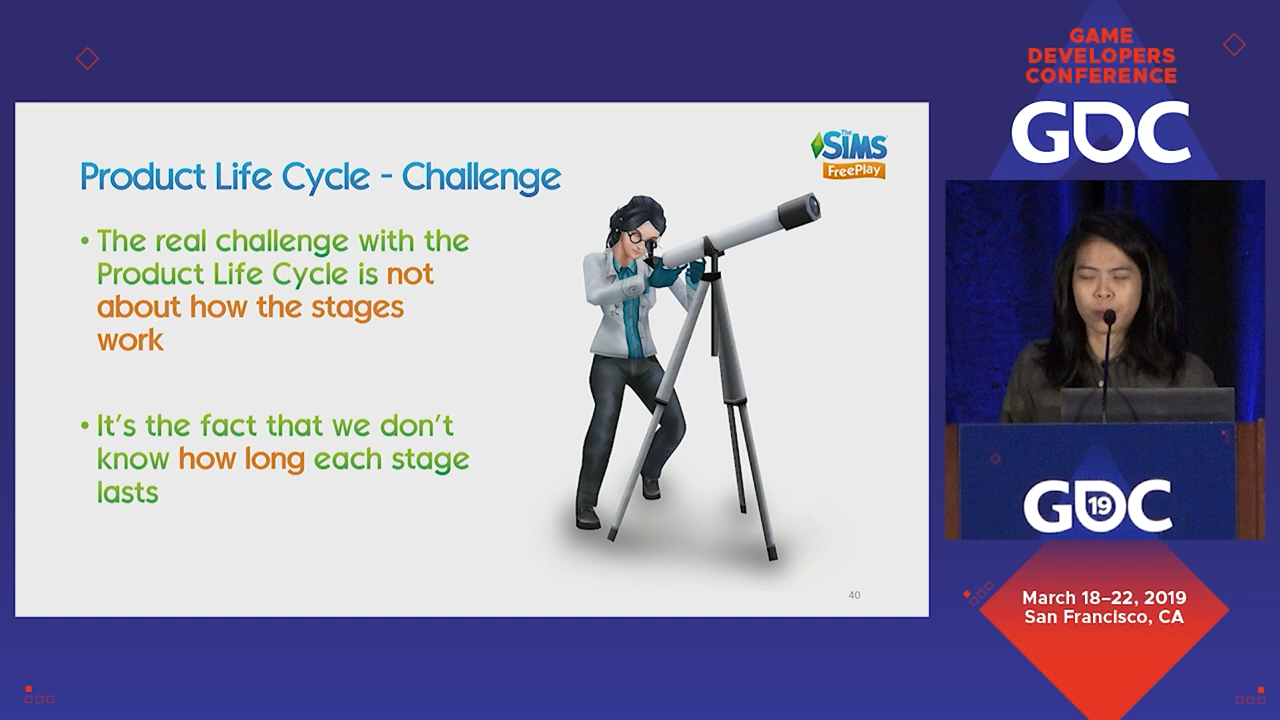 GAME
DEVELOPERS
CONFERENCE
GDC
The
SiMS
FreePlay
Product Life Cycle - Challenge
• The real challenge with the
Product Life Cycle is not
about how the stages
work
• It's the fact that we don't
know how long each stage
lasts
40
GDC
19
March 18–22, 2019
San Francisco, CA